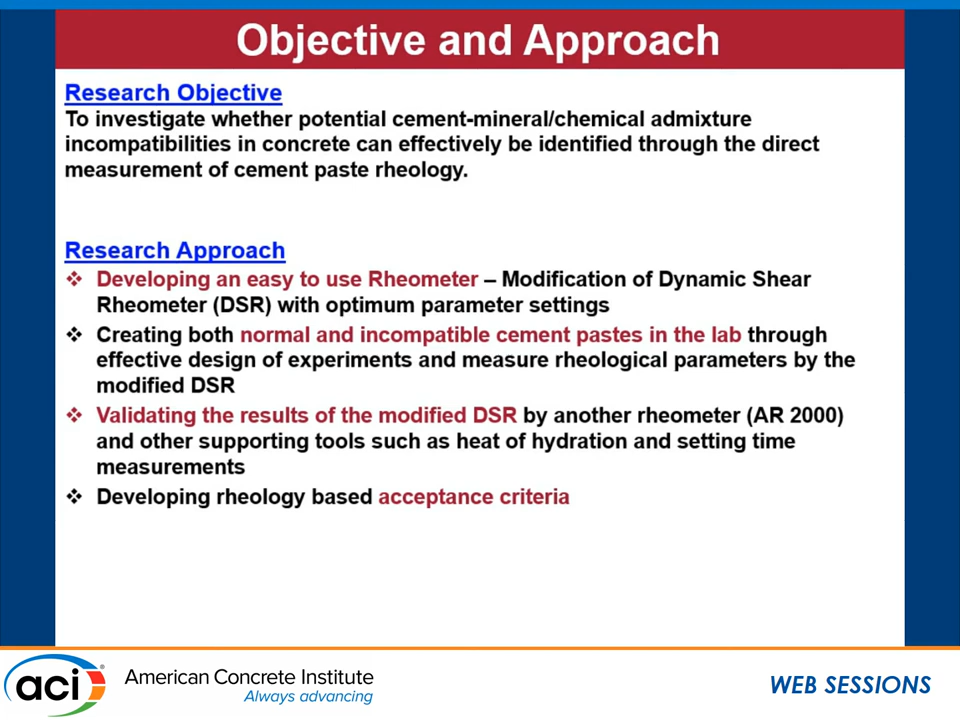 Objective and Approach
Research Objective
To investigate whether potential cement-mineral/chemical admixture
incompatibilities in concrete can effectively be identified through the direct
measurement of cement paste rheology.
Research Approach
❖ Developing an easy to use Rheometer – Modification of Dynamic Shear
Rheometer (DSR) with optimum parameter settings
❖ Creating both normal and incompatible cement pastes in the lab through
effective design of experiments and measure rheological parameters by the
modified DSR
❖ Validating the results of the modified DSR by another rheometer (AR 2000)
and other supporting tools such as heat of hydration and setting time
measurements
❖ Developing rheology based acceptance criteria
aci®
American Concrete Institute
Always advancing
WEB SESSIONS